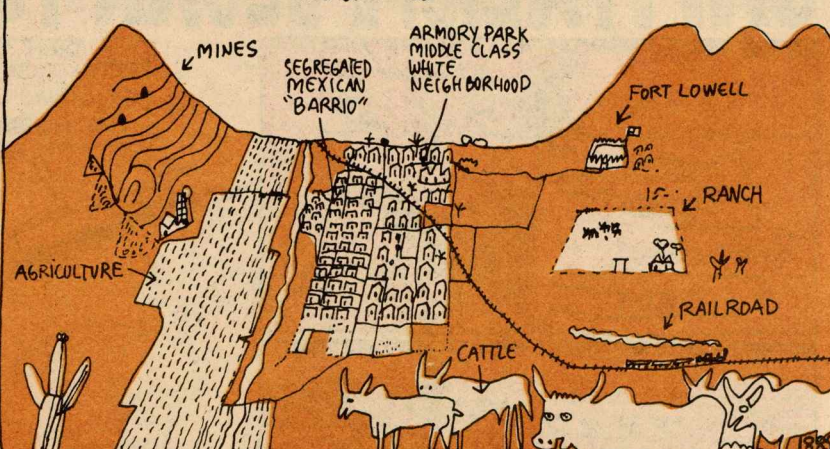 MINES
SEGREGATED
MEXICAN
"BARRIO"
ARMORY PARK
MIDDLE CLASS
WHITE
NEIGHBORHOOD
FORT LOWELL
RANCH
AGRICULTURE
RAILROAD
CATTLE